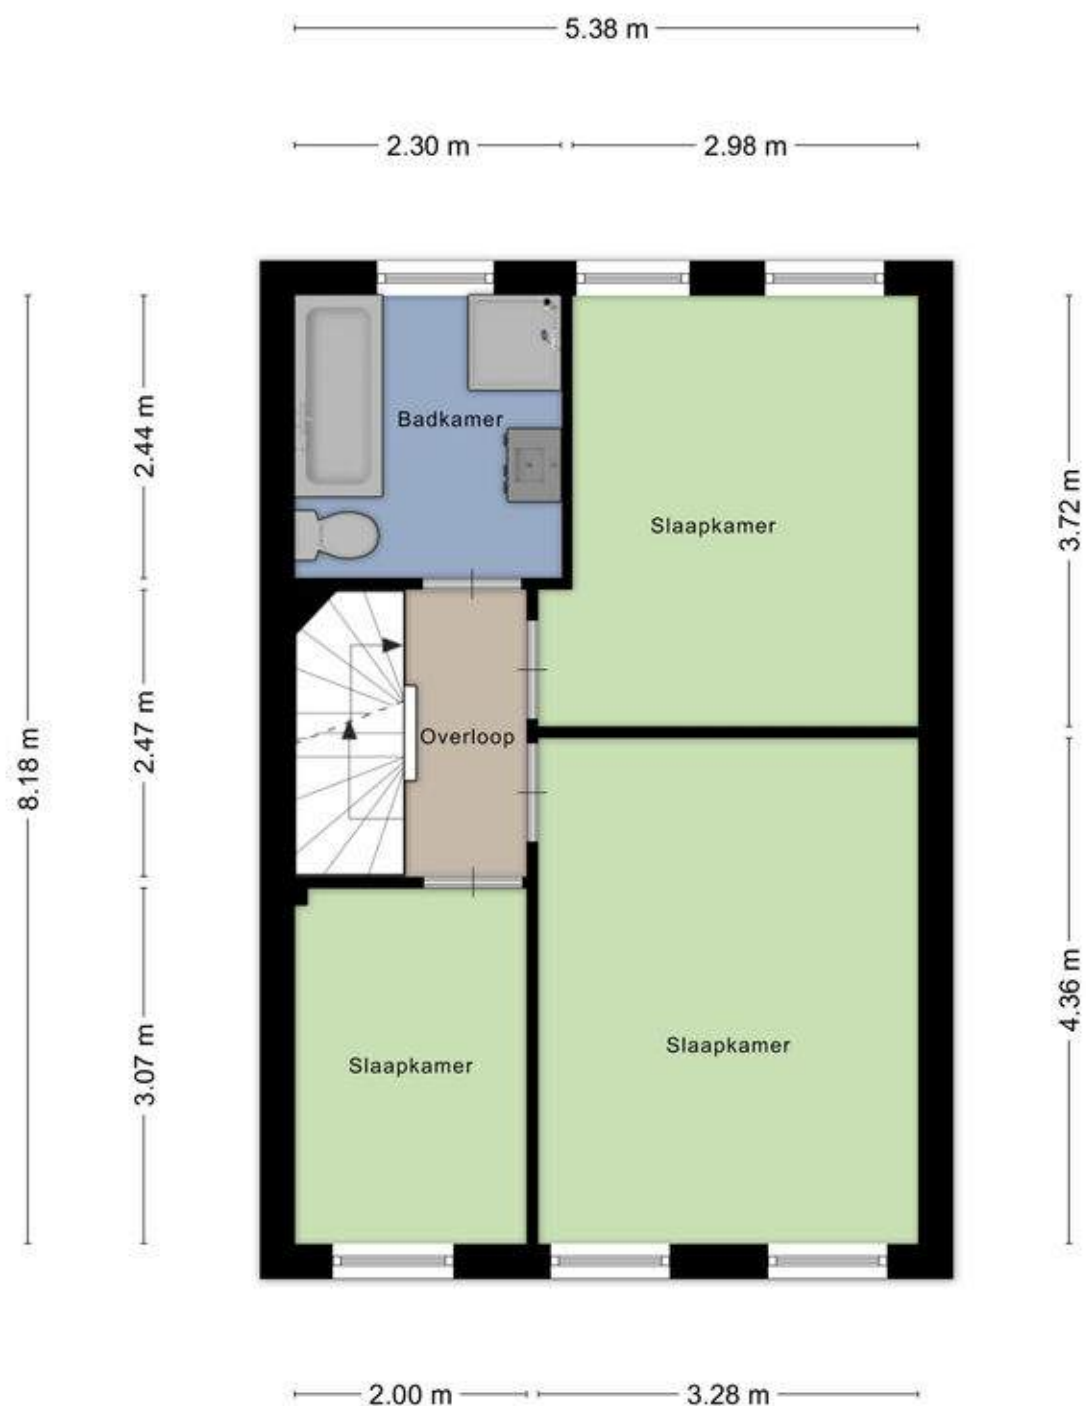 5.38 m
2.30 m
2.98 m
Badkamer
2.44 m
3.72 m
Slaapkamer
2.47 m
Overloop
8.18 m
4.36 m
Slaapkamer
3.07 m
Slaapkamer
2.00 m
3.28 m